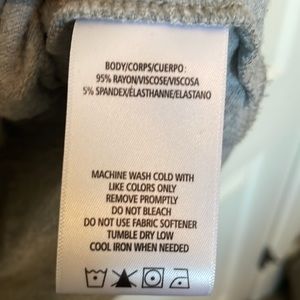 BODY/CORPS/CUERPO:
95% RAYON/VISCOSE/VISCOSA
5% SPANDEX/ÉLASTHANNE/ELASTANO
MACHINE WASH COLD WITH
LIKE COLORS ONLY
REMOVE PROMPTLY
DO NOT BLEACH
DO NOT USE FABRIC SOFTENER
TUMBLE DRY LOW
COOL IRON WHEN NEEDED